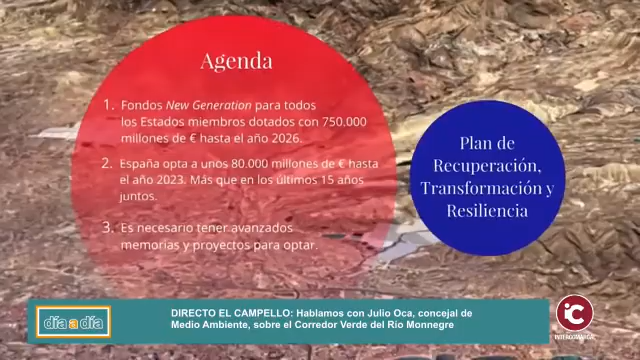 Agenda
1. Fondos New Generation para todos
los Estados miembros dotados con 750.000
millones de € hasta el año 2026.
2. España opta a unos 80.000 millones de € hasta
el año 2023. Más que en los últimos 15 años
juntos.
3. Es necesario tener avanzados
memorias y proyectos para optar.
Plan de
Recuperación,
Transformación y
Resiliencia
día a día
DIRECTO EL CAMPELLO: Hablamos con Julio Oca, concejal de
Medio Ambiente, sobre el Corredor Verde del Río Monnegre
iC
INTERCOMARCAL